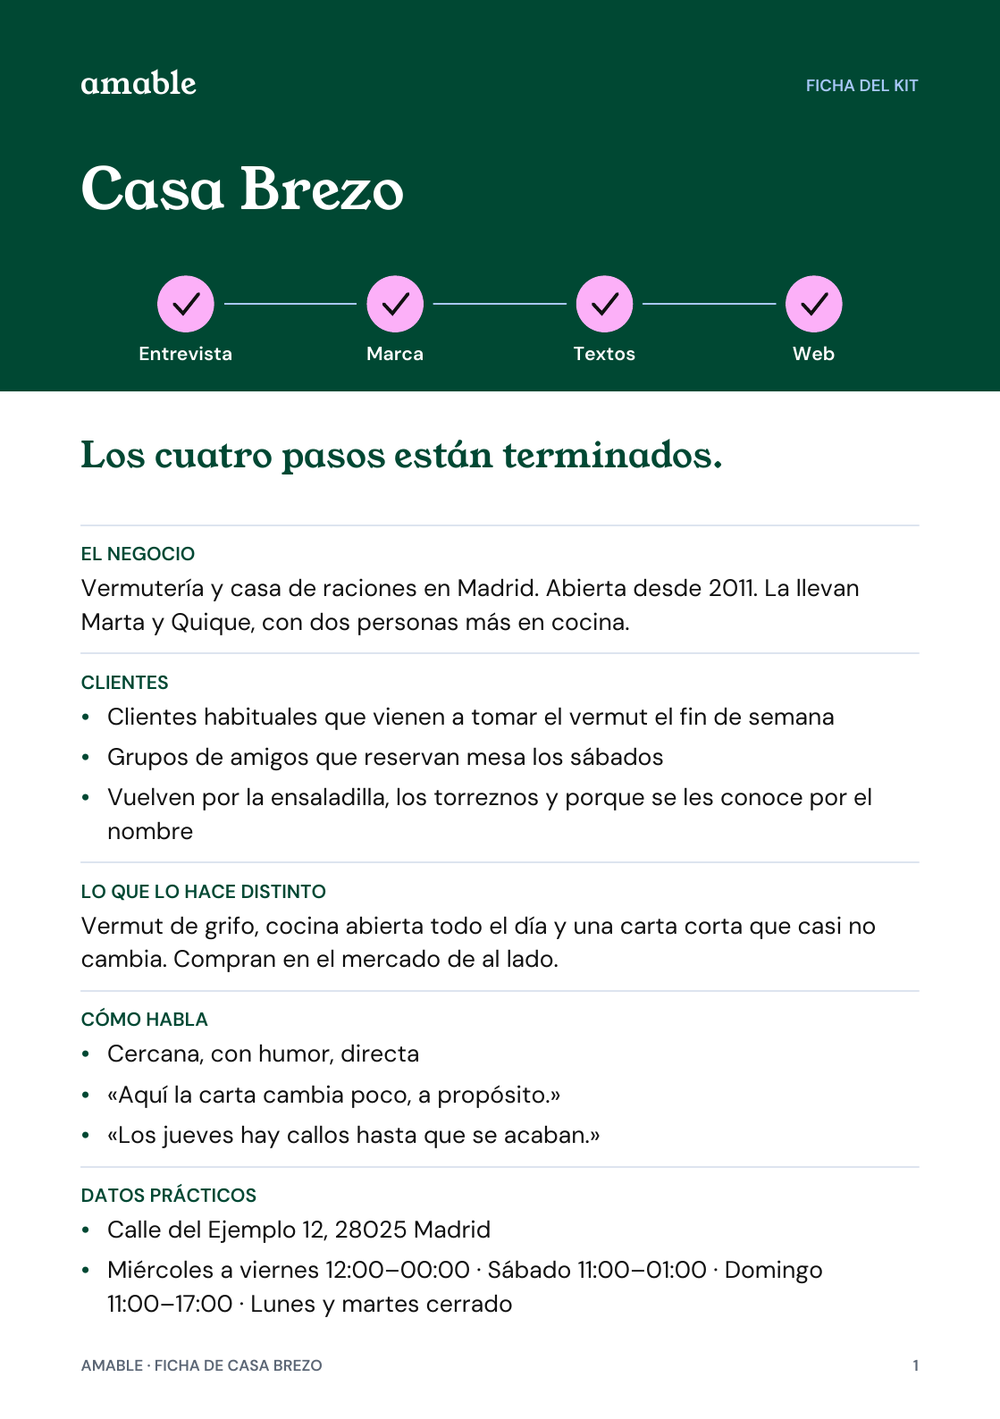 amable
FICHA DEL KIT
Casa Brezo
Entrevista
Marca
Textos
Web
Los cuatro pasos están terminados.
EL NEGOCIO
Vermutería y casa de raciones en Madrid. Abierta desde 2011. La llevan
Marta y Quique, con dos personas más en cocina.
CLIENTES
• Clientes habituales que vienen a tomar el vermut el fin de semana
• Grupos de amigos que reservan mesa los sábados
• Vuelven por la ensaladilla, los torreznos y porque se les conoce por el
nombre
LO QUE LO HACE DISTINTO
Vermut de grifo, cocina abierta todo el día y una carta corta que casi no
cambia. Compran en el mercado de al lado.
CÓMO HABLA
• Cercana, con humor, directa
• «Aquí la carta cambia poco, a propósito.»
• «Los jueves hay callos hasta que se acaban.»
DATOS PRÁCTICOS
• Calle del Ejemplo 12, 28025 Madrid
• Miércoles a viernes 12:00–00:00 · Sábado 11:00–01:00 · Domingo
11:00–17:00 · Lunes y martes cerrado
AMABLE · FICHA DE CASA BREZO
1